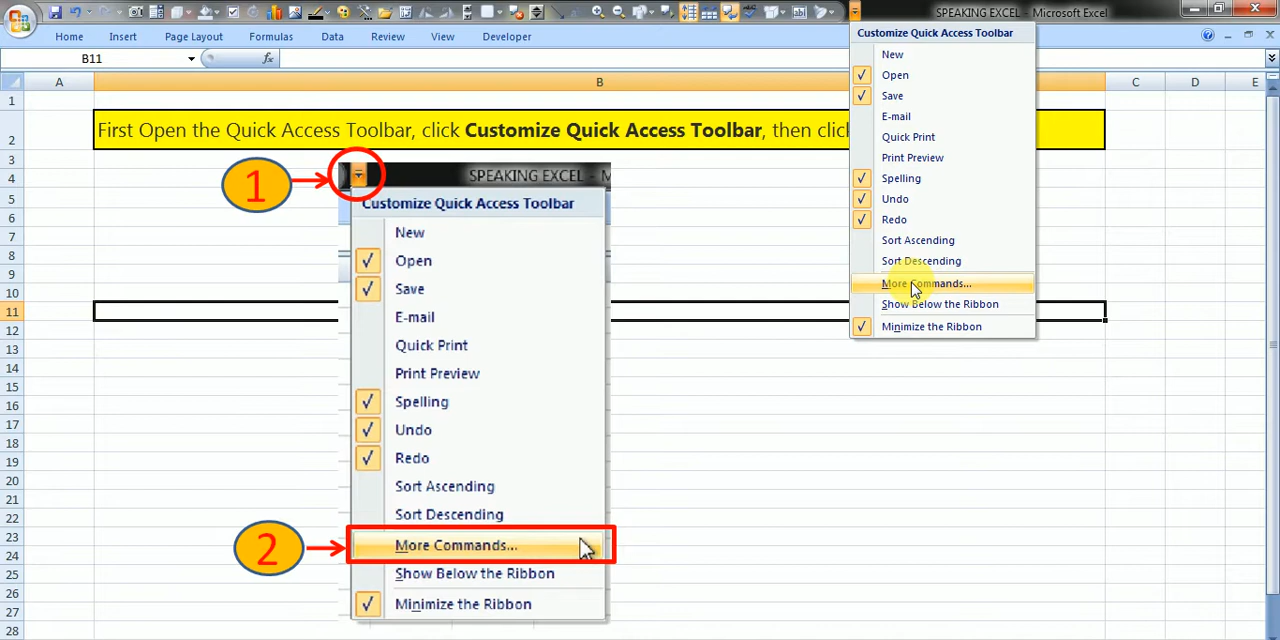 SPEAKING EXCEL - Microsoft Excel
Home Insert Page Layout Formulas Data Review View Developer
B11 fx
A B C D E
1
2 First Open the Quick Access Toolbar, click Customize Quick Access Toolbar, then click
3
4
5
6
7
8
9
10
11
12
13
14
15
16
17
18
19
20
21
22
23
24
25
26
27
28
1
SPEAKING EXCEL - M
Customize Quick Access Toolbar
New
Open
Save
E-mail
Quick Print
Print Preview
Spelling
Undo
Redo
Sort Ascending
Sort Descending
2
More Commands...
Show Below the Ribbon
Minimize the Ribbon
Customize Quick Access Toolbar
New
Open
Save
E-mail
Quick Print
Print Preview
Spelling
Undo
Redo
Sort Ascending
Sort Descending
More Commands...
Show Below the Ribbon
Minimize the Ribbon